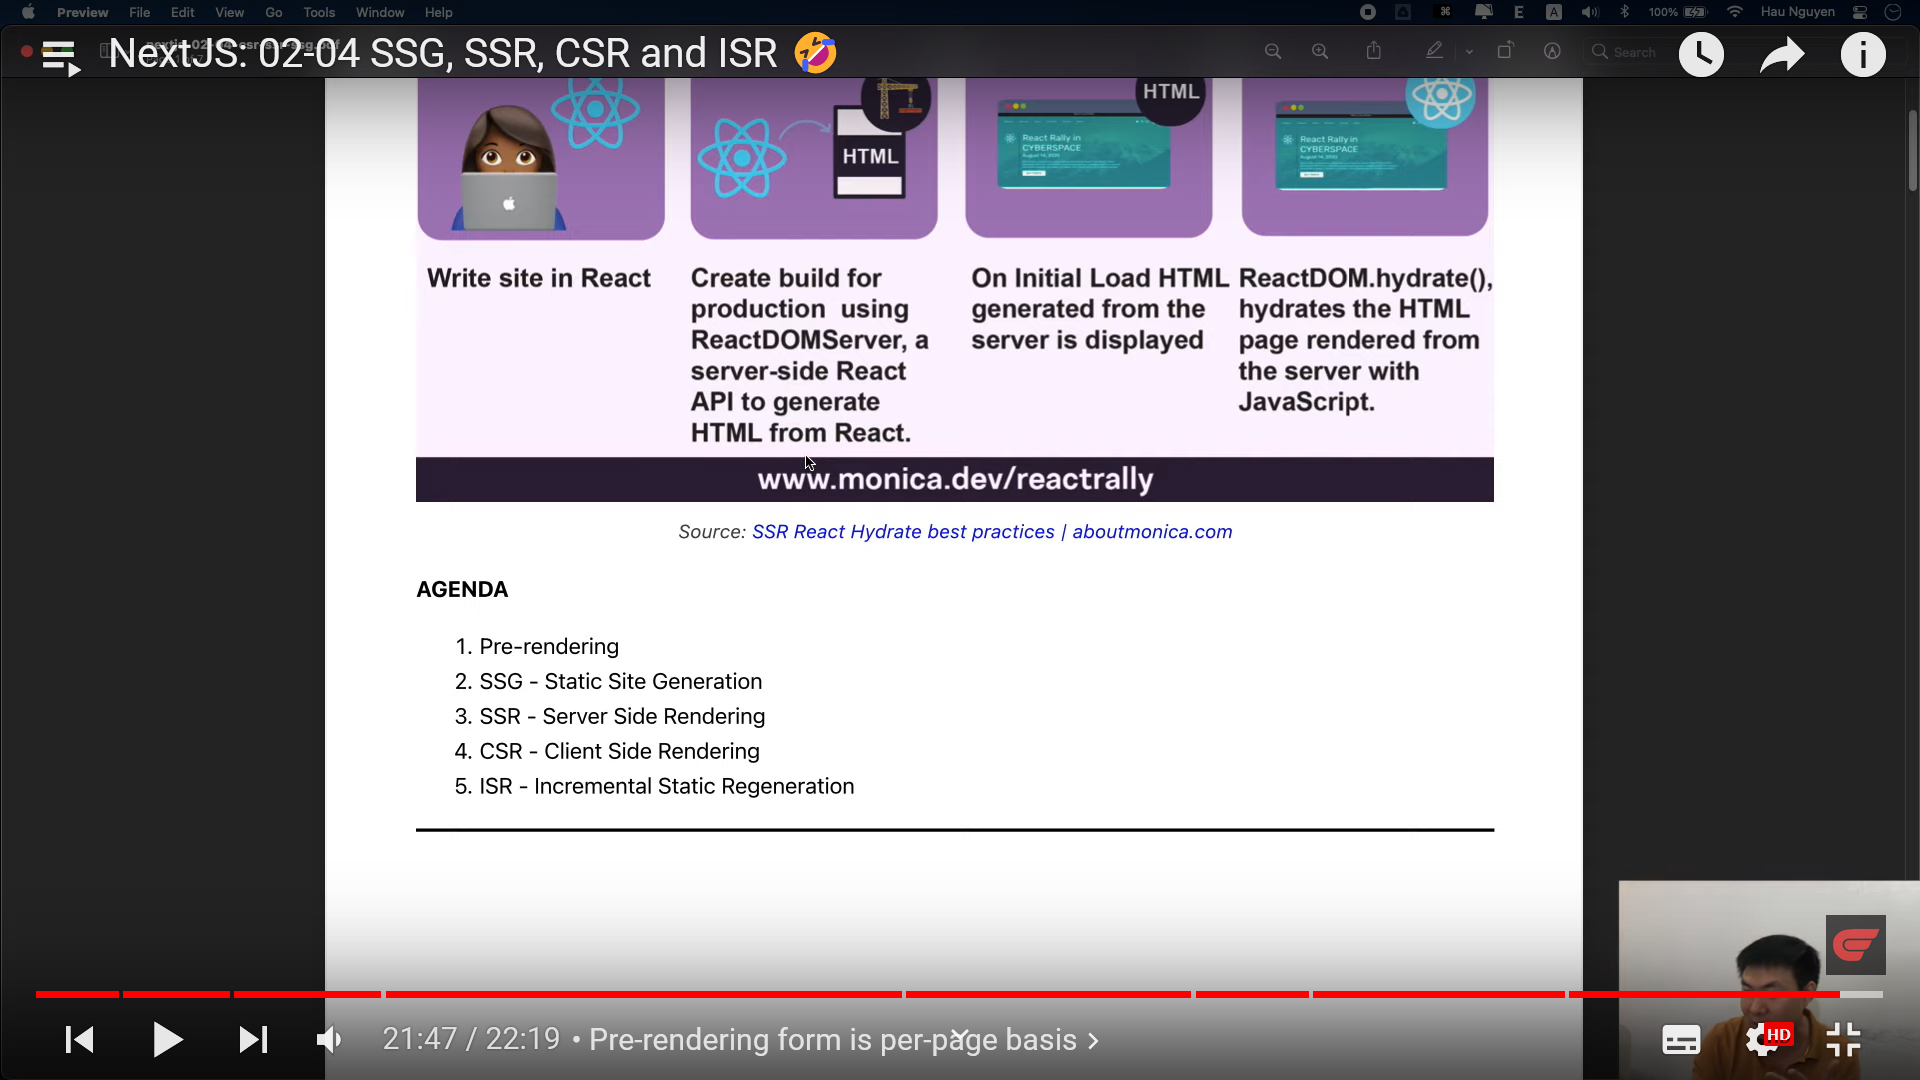 Preview File Edit View Go Tools Window Help
100% Hau Nguyen
NextJS: 02-04 SSG, SSR, CSR and ISR 🤣
Search
HTML
HTML
React Rally in
CYBERSPACE
August 14, 2020
React Rally in
CYBERSPACE
August 14, 2020
Write site in React
Create build for
production using
ReactDOMServer, a
server-side React
API to generate
HTML from React.
On Initial Load HTML
generated from the
server is displayed
ReactDOM.hydrate(),
hydrates the HTML
page rendered from
the server with
JavaScript.
www.monica.dev/reactrally
Source: SSR React Hydrate best practices | aboutmonica.com
AGENDA
1. Pre-rendering
2. SSG - Static Site Generation
3. SSR - Server Side Rendering
4. CSR - Client Side Rendering
5. ISR - Incremental Static Regeneration
21:47 / 22:19 • Pre-rendering form is per-page basis >
HD